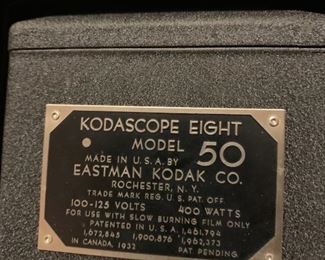 KODASCOPE EIGHT
MODEL 50
MADE IN U.S.A. BY
EASTMAN KODAK CO.
ROCHESTER, N. Y.
TRADE MARK REG. U.S. PAT. OFF.
100-125 VOLTS 400 WATTS
FOR USE WITH SLOW BURNING FILM ONLY
PATENTED IN U.S.A. 1,461,794
1,672,845 1,900,876 1,962,373
IN CANADA, 1932 PAT. PENDING